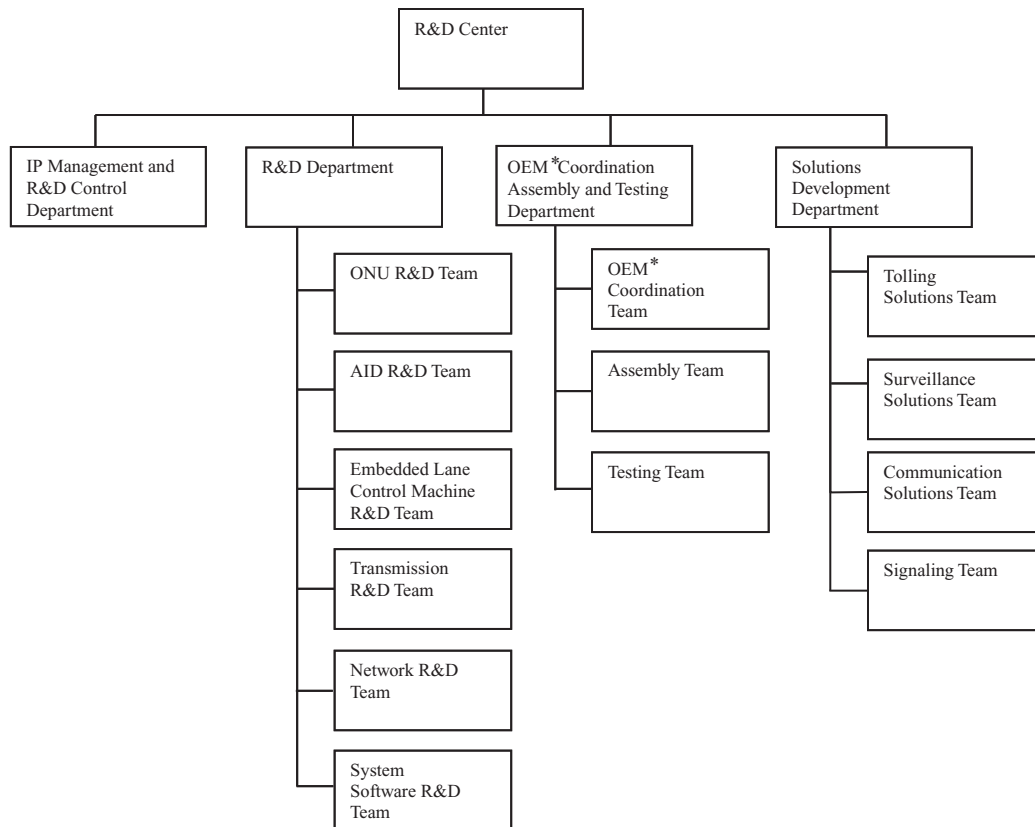 R&D Center
IP Management and
R&D Control
Department
R&D Department
OEM*Coordination
Assembly and Testing
Department
Solutions
Development
Department
ONU R&D Team
AID R&D Team
Embedded Lane
Control Machine
R&D Team
Transmission
R&D Team
Network R&D
Team
System
Software R&D
Team
OEM*
Coordination
Team
Assembly Team
Testing Team
Tolling
Solutions Team
Surveillance
Solutions Team
Communication
Solutions Team
Signaling Team